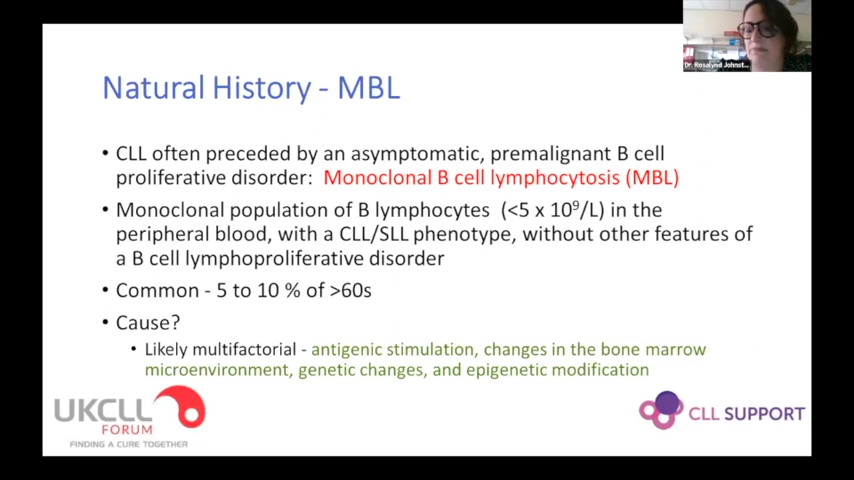 Dr. Rosalynd Johnst...
Natural History - MBL
• CLL often preceded by an asymptomatic, premalignant B cell
proliferative disorder: Monoclonal B cell lymphocytosis (MBL)
• Monoclonal population of B lymphocytes (<5 x 10⁹/L) in the
peripheral blood, with a CLL/SLL phenotype, without other features of
a B cell lymphoproliferative disorder
• Common - 5 to 10 % of >60s
• Cause?
• Likely multifactorial - antigenic stimulation, changes in the bone marrow
microenvironment, genetic changes, and epigenetic modification
UKCLL
FORUM
FINDING A CURE TOGETHER
CLL SUPPORT